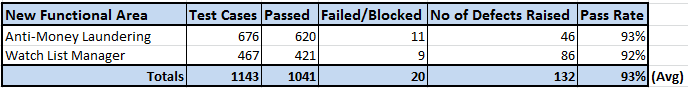 New Functional Area Test Cases Passed Failed/Blocked No of Defects Raised Pass Rate
Anti-Money Laundering 676 620 11 46 93%
Watch List Manager 467 421 9 86 92%
Totals 1143 1041 20 132 93% (Avg)